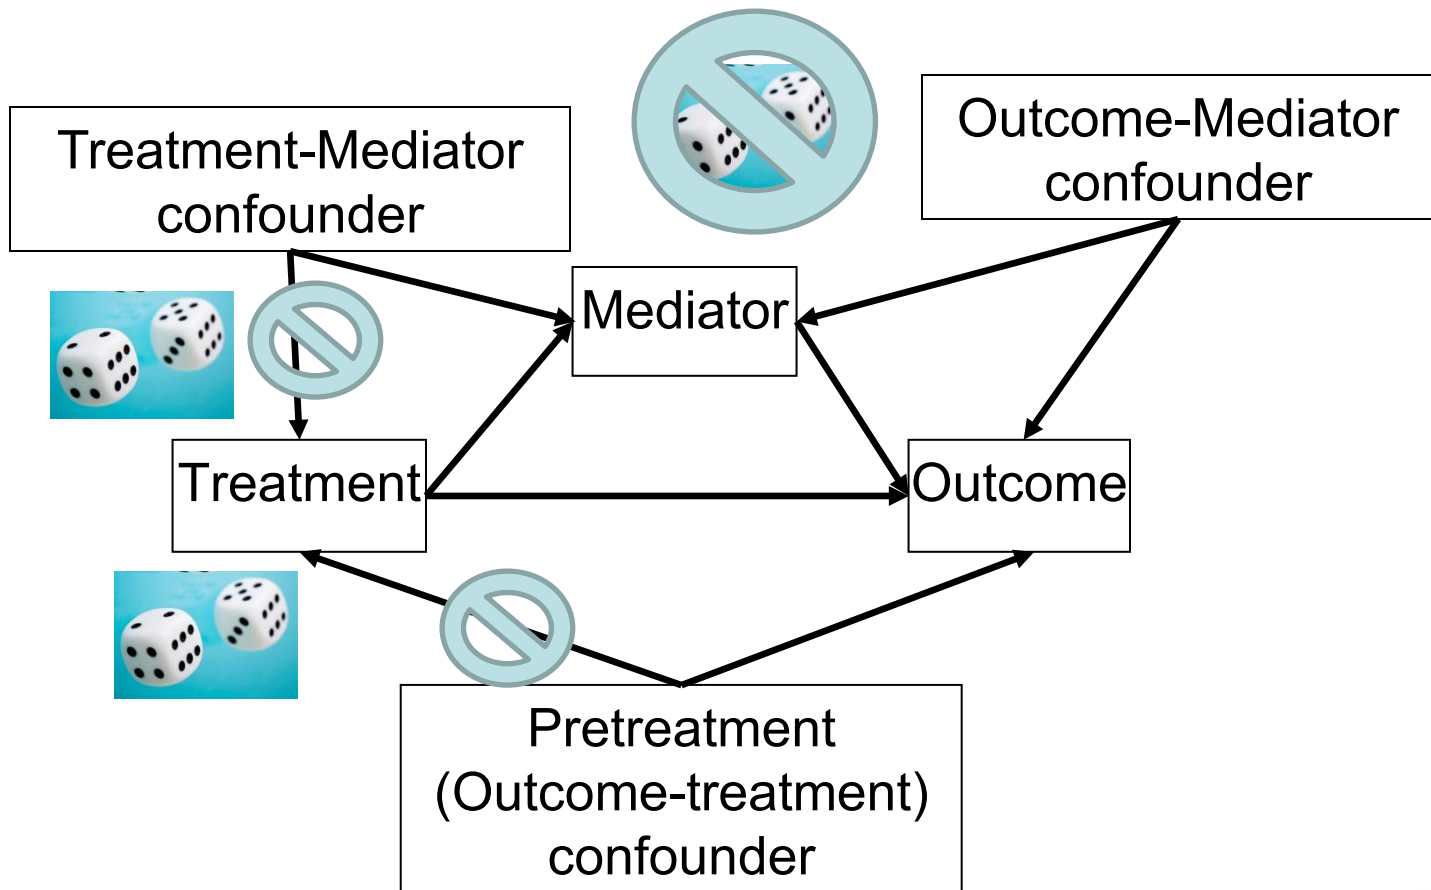 Treatment-Mediator
confounder
Outcome-Mediator
confounder
Mediator
Treatment
Outcome
Pretreatment
(Outcome-treatment)
confounder